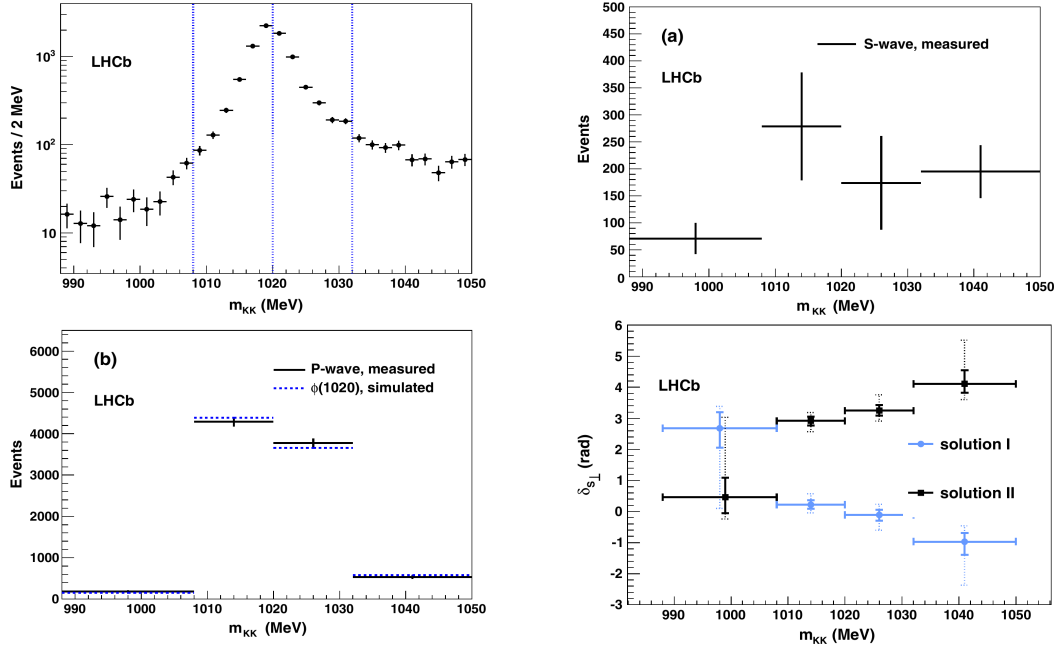 10³
10²
10
Events / 2 MeV
LHCb
990 1000 1010 1020 1030 1040 1050
m_KK (MeV)
500
450
400
350
300
250
200
150
100
50
0
Events
(a)
S-wave, measured
LHCb
990 1000 1010 1020 1030 1040 1050
m_KK (MeV)
6000
5000
4000
3000
2000
1000
0
Events
(b)
P-wave, measured
ϕ(1020), simulated
LHCb
990 1000 1010 1020 1030 1040 1050
m_KK (MeV)
6
5
4
3
2
1
0
-1
-2
-3
δ_S⊥ (rad)
LHCb
solution I
solution II
990 1000 1010 1020 1030 1040 1050
m_KK (MeV)